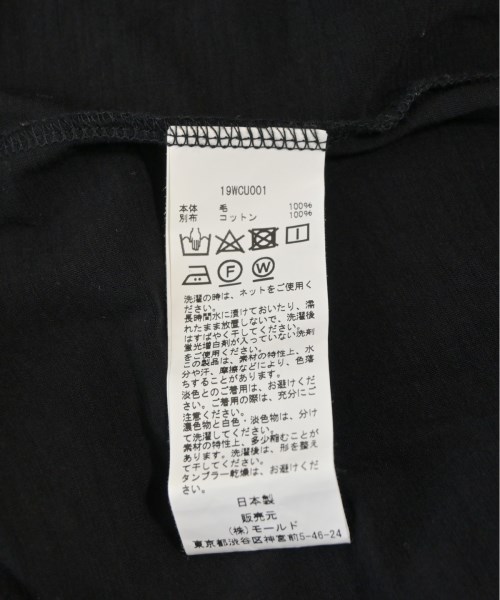 19WCU001
本体 毛 100%
別布 コットン 100%
F W
洗濯の時は、ネットをご使用く
ださい。
長時間水に漬けておいたり、濡
れたまま放置しないで、洗濯後
はすばやく干してください。
蛍光増白剤が入っていない洗剤
をご使用ください。
この製品は、素材の特性上、水
分や汗、摩擦などにより、色落
ちすることがあります。
淡色とのご着用は、お避けくだ
さい。ご着用の際は、充分にご
注意ください。
濃色物と白色・淡色物は、分け
て洗濯してください。
素材の特性上、多少縮むことが
あります。洗濯後は、形を整え
て干してください。
タンブラー乾燥は、お避けくだ
さい。
日本製
販売元
(株)モールド
東京都渋谷区神宮前5-46-24